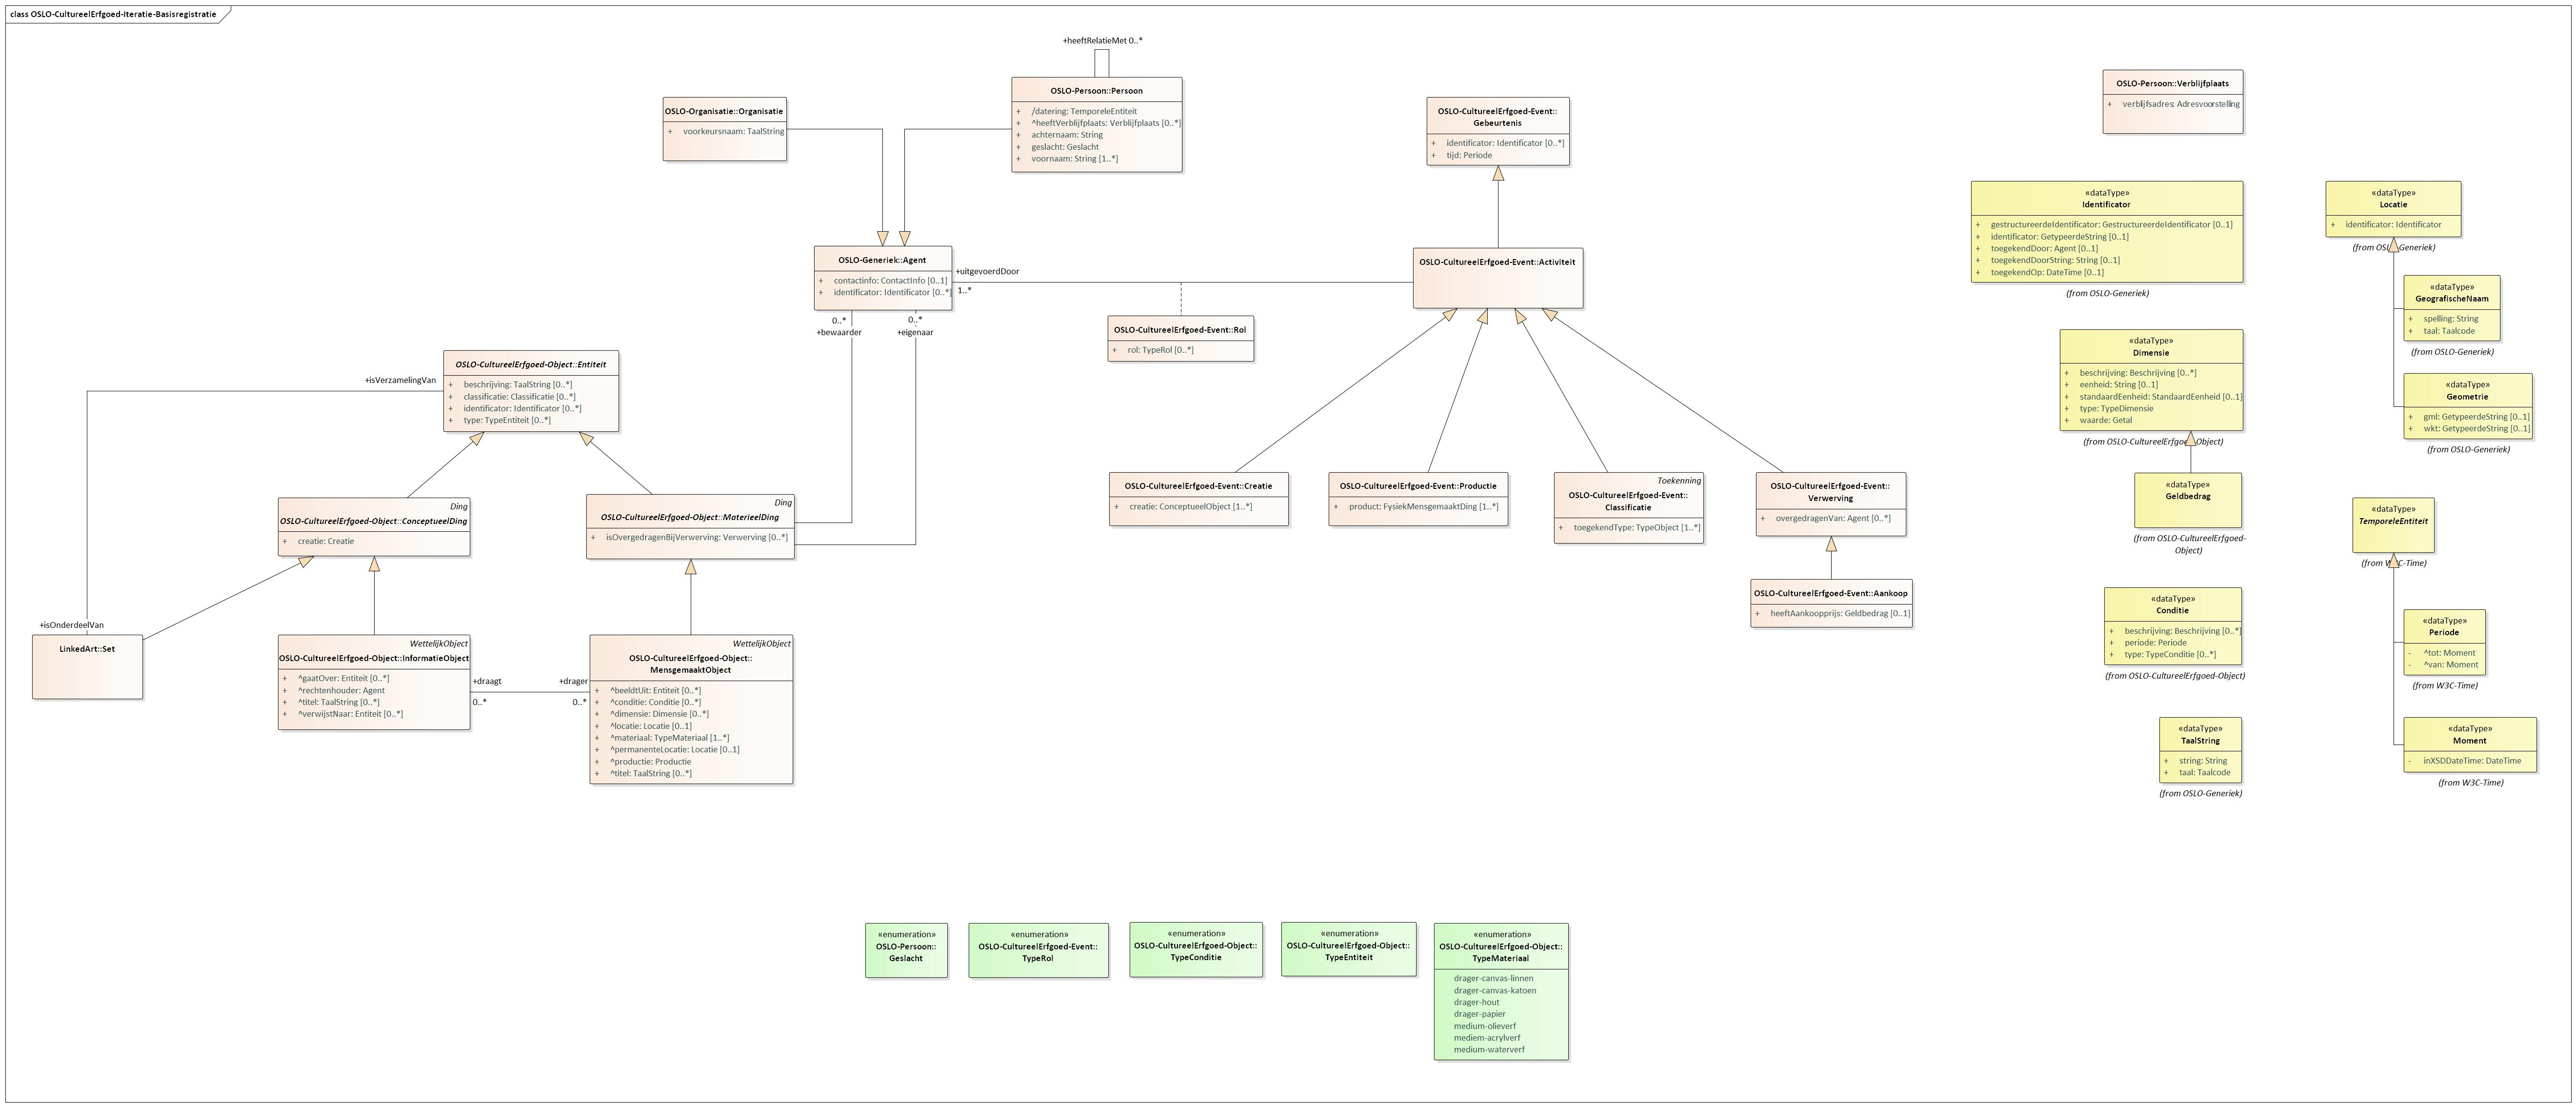 class OSLO-CultureelErfgoed-Iteratie-Basisregistratie
+heeftRelatieMet 0..*
OSLO-Organisatie::Organisatie
+ voorkeursnaam: TaalString
OSLO-Persoon::Persoon
+ /datering: TemporeleEntiteit
+ ^heeftVerblijfplaats: Verblijfplaats [0..*]
+ achternaam: String
+ geslacht: Geslacht
+ voornaam: String [1..*]
OSLO-CultureelErfgoed-Event::
Gebeurtenis
+ identificator: Identificator [0..*]
+ tijd: Periode
OSLO-Generiek::Agent
+ contactinfo: ContactInfo [0..1]
+ identificator: Identificator [0..*]
+uitgevoerdDoor
1..*
0..*
+bewaarder
0..*
+eigenaar
OSLO-CultureelErfgoed-Event::Activiteit
OSLO-CultureelErfgoed-Event::Rol
+ rol: TypeRol [0..*]
OSLO-CultureelErfgoed-Object::Entiteit
+ beschrijving: TaalString [0..*]
+ classificatie: Classificatie [0..*]
+ identificator: Identificator [0..*]
+ type: TypeEntiteit [0..*]
+isVerzamelingVan
Ding
OSLO-CultureelErfgoed-Object::ConceptueelDing
+ creatie: Creatie
Ding
OSLO-CultureelErfgoed-Object::MaterieelDing
+ isOvergedragenBijVerwerving: Verwerving [0..*]
+isOnderdeelVan
LinkedArt::Set
WettelijkObject
OSLO-CultureelErfgoed-Object::InformatieObject
+ ^gaatOver: Entiteit [0..*]
+ ^rechtenhouder: Agent
+ ^titel: TaalString [0..*]
+ ^verwijstNaar: Entiteit [0..*]
+draagt
0..*
+drager
0..*
WettelijkObject
OSLO-CultureelErfgoed-Object::
MensgemaaktObject
+ ^beeldtUit: Entiteit [0..*]
+ ^conditie: Conditie [0..*]
+ ^dimensie: Dimensie [0..*]
+ ^locatie: Locatie [0..1]
+ ^materiaal: TypeMateriaal [1..*]
+ ^permanenteLocatie: Locatie [0..1]
+ ^productie: Productie
+ ^titel: TaalString [0..*]
OSLO-CultureelErfgoed-Event::Creatie
+ creatie: ConceptueelObject [1..*]
OSLO-CultureelErfgoed-Event::Productie
+ product: FysiekMensgemaaktDing [1..*]
Toekenning
OSLO-CultureelErfgoed-Event::
Classificatie
+ toegekendType: TypeObject [1..*]
OSLO-CultureelErfgoed-Event::
Verwerving
+ overgedragenVan: Agent [0..*]
OSLO-CultureelErfgoed-Event::Aankoop
+ heeftAankoopprijs: Geldbedrag [0..1]
OSLO-Persoon::Verblijfplaats
+ verblijfsadres: Adresvoorstelling
«dataType»
Identificator
+ gestructureerdeIdentificator: GestructureerdeIdentificator [0..1]
+ identificator: GetypeerdeString [0..1]
+ toegekendDoor: Agent [0..1]
+ toegekendDoorString: String [0..1]
+ toegekendOp: DateTime [0..1]
(from OSLO-Generiek)
«dataType»
Dimensie
+ beschrijving: Beschrijving [0..*]
+ eenheid: String [0..1]
+ standaardEenheid: StandaardEenheid [0..1]
+ type: TypeDimensie
+ waarde: Getal
(from OSLO-CultureelErfgoed-Object)
«dataType»
Geldbedrag
(from OSLO-CultureelErfgoed-
Object)
«dataType»
Conditie
+ beschrijving: Beschrijving [0..*]
+ periode: Periode
+ type: TypeConditie [0..*]
(from OSLO-CultureelErfgoed-Object)
«dataType»
TaalString
+ string: String
+ taal: Taalcode
(from OSLO-Generiek)
«dataType»
Locatie
+ identificator: Identificator
(from OSLO-Generiek)
«dataType»
GeografischeNaam
+ spelling: String
+ taal: Taalcode
(from OSLO-Generiek)
«dataType»
Geometrie
+ gml: GetypeerdeString [0..1]
+ wkt: GetypeerdeString [0..1]
(from OSLO-Generiek)
«dataType»
TemporeleEntiteit
(from W3C-Time)
«dataType»
Periode
- ^tot: Moment
- ^van: Moment
(from W3C-Time)
«dataType»
Moment
- inXSDDateTime: DateTime
(from W3C-Time)
«enumeration»
OSLO-Persoon::
Geslacht
«enumeration»
OSLO-CultureelErfgoed-Event::
TypeRol
«enumeration»
OSLO-CultureelErfgoed-Object::
TypeConditie
«enumeration»
OSLO-CultureelErfgoed-Object::
TypeEntiteit
«enumeration»
OSLO-CultureelErfgoed-Object::
TypeMateriaal
drager-canvas-linnen
drager-canvas-katoen
drager-hout
drager-papier
medium-olieverf
mediem-acrylverf
medium-waterverf